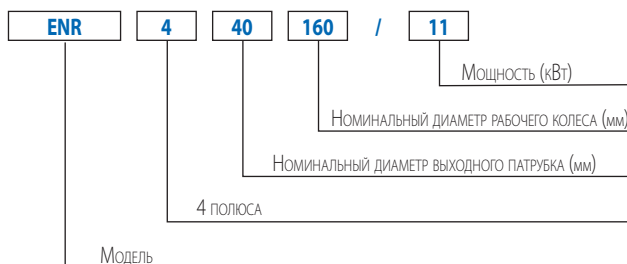 ENR 4 40 160 / 11
Мощность (кВт)
Номинальный диаметр рабочего колеса (мм)
Номинальный диаметр выходного патрубка (мм)
4 полюса
Модель